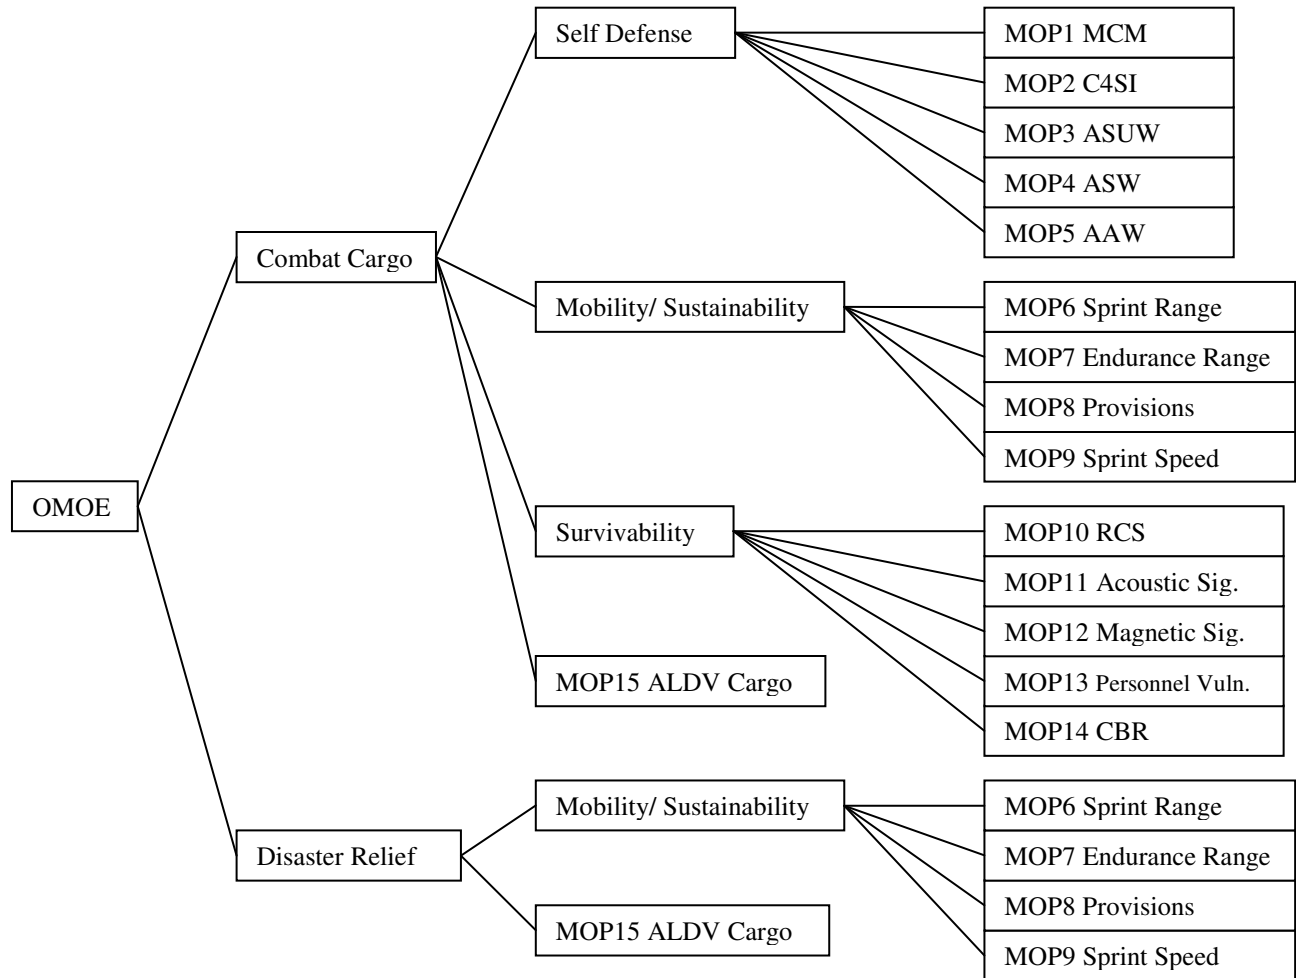 Self Defense
MOP1 MCM
MOP2 C4SI
MOP3 ASUW
MOP4 ASW
MOP5 AAW
Combat Cargo
Mobility/ Sustainability
MOP6 Sprint Range
MOP7 Endurance Range
MOP8 Provisions
MOP9 Sprint Speed
OMOE
Survivability
MOP10 RCS
MOP11 Acoustic Sig.
MOP12 Magnetic Sig.
MOP13 Personnel Vuln.
MOP14 CBR
MOP15 ALDV Cargo
Disaster Relief
Mobility/ Sustainability
MOP6 Sprint Range
MOP7 Endurance Range
MOP8 Provisions
MOP9 Sprint Speed
MOP15 ALDV Cargo